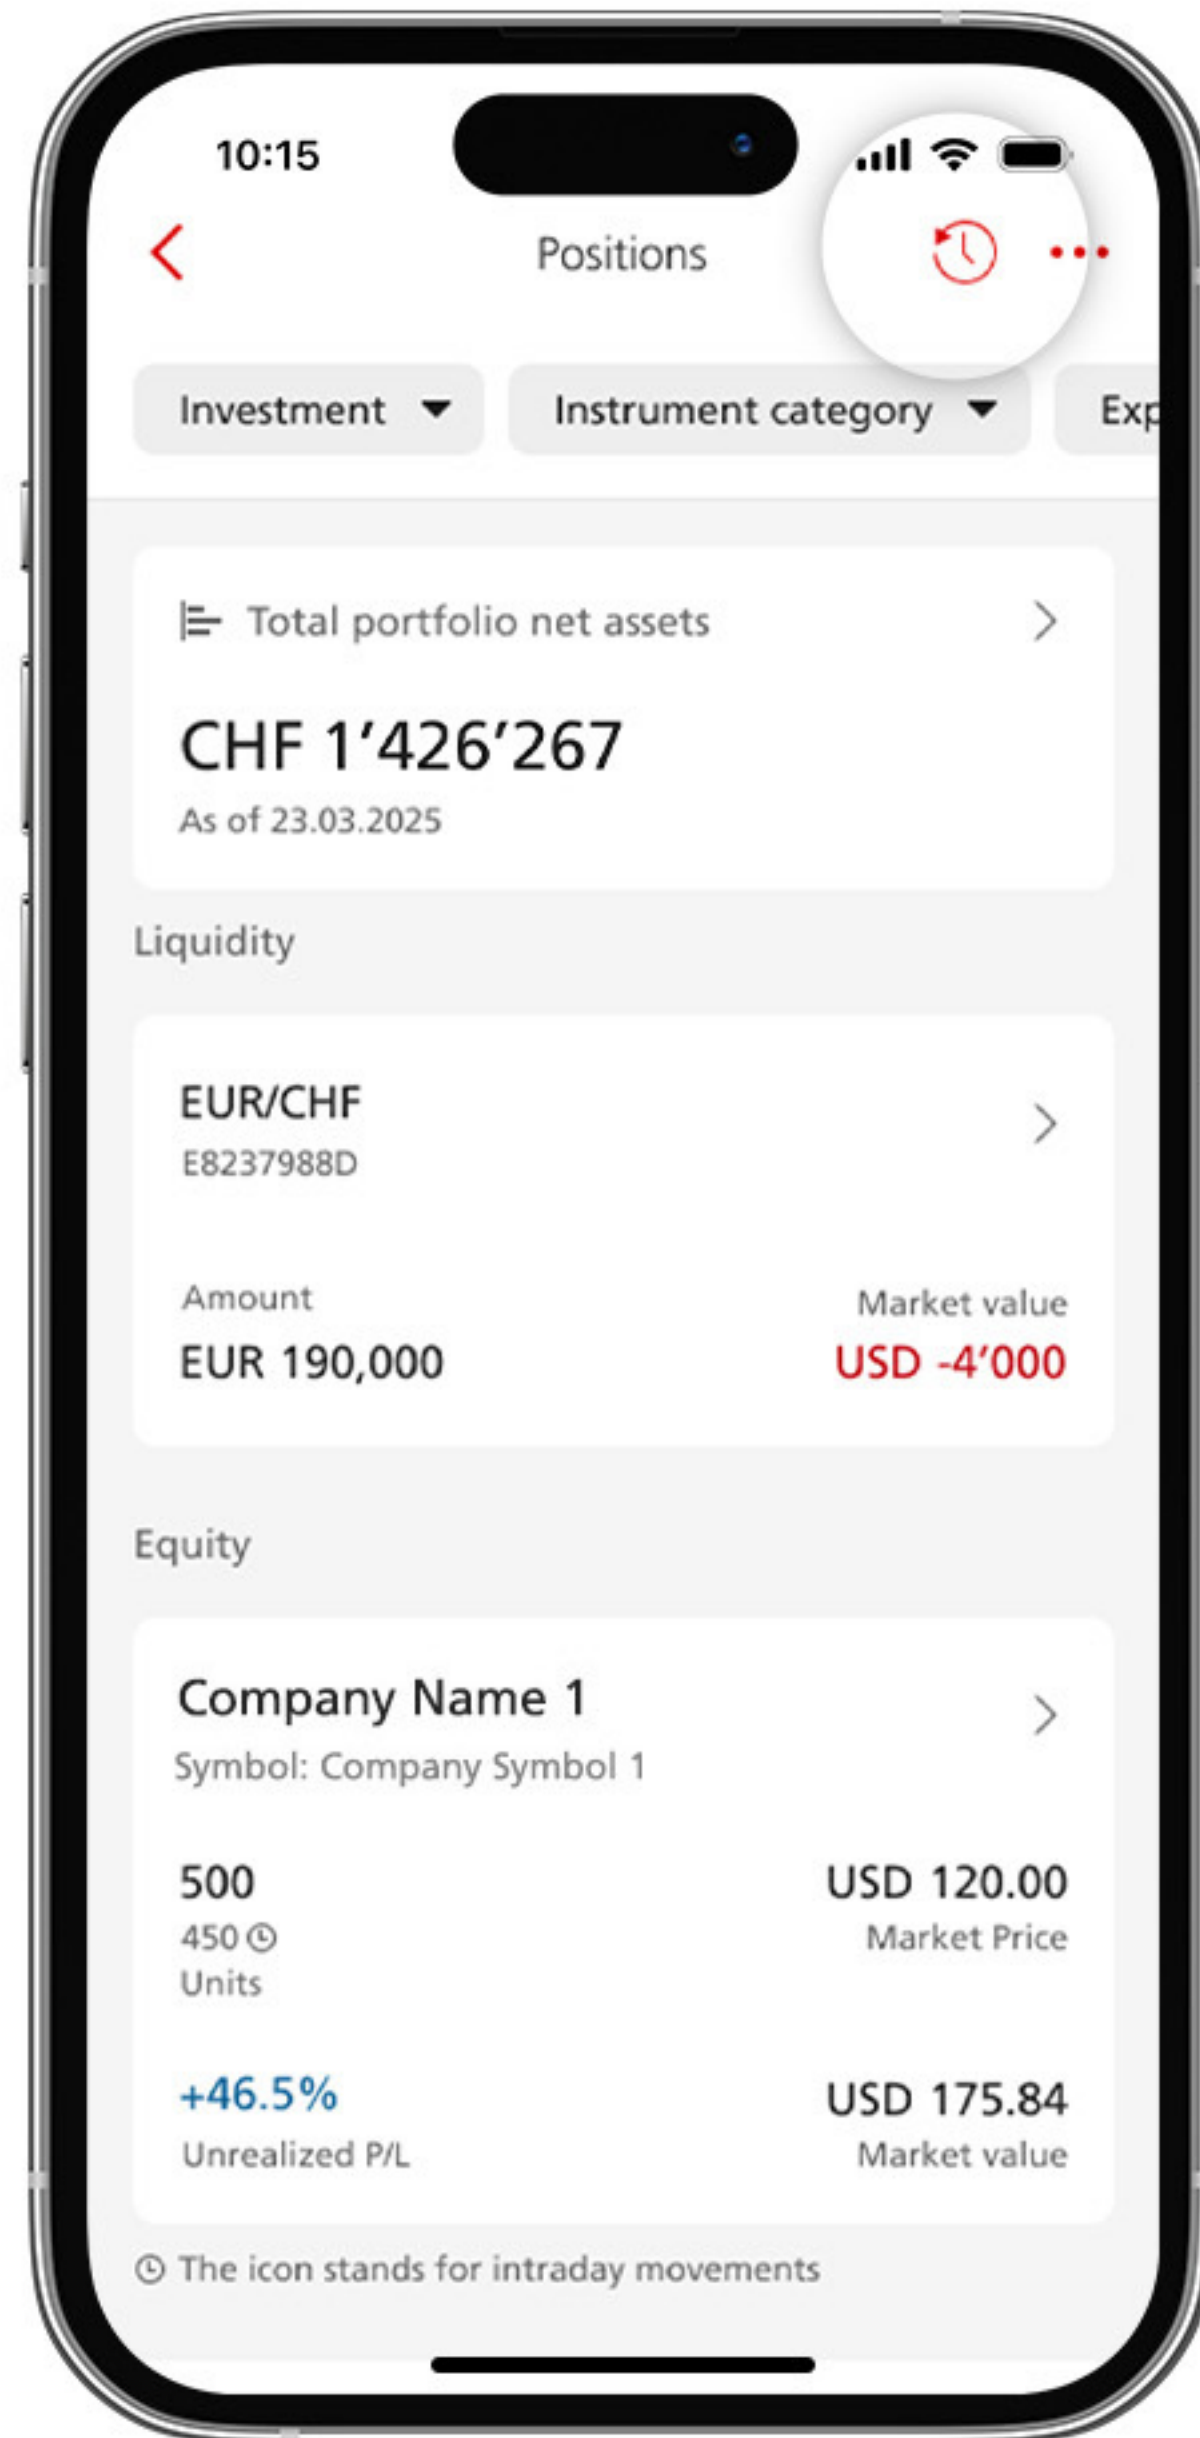 10:15
Positions
Investment
Instrument category
Exp
Total portfolio net assets
CHF 1’426’267
As of 23.03.2025
Liquidity
EUR/CHF
E8237988D
Amount
Market value
EUR 190,000
USD -4’000
Equity
Company Name 1
Symbol: Company Symbol 1
500
USD 120.00
450
Market Price
Units
+46.5%
USD 175.84
Unrealized P/L
Market value
The icon stands for intraday movements